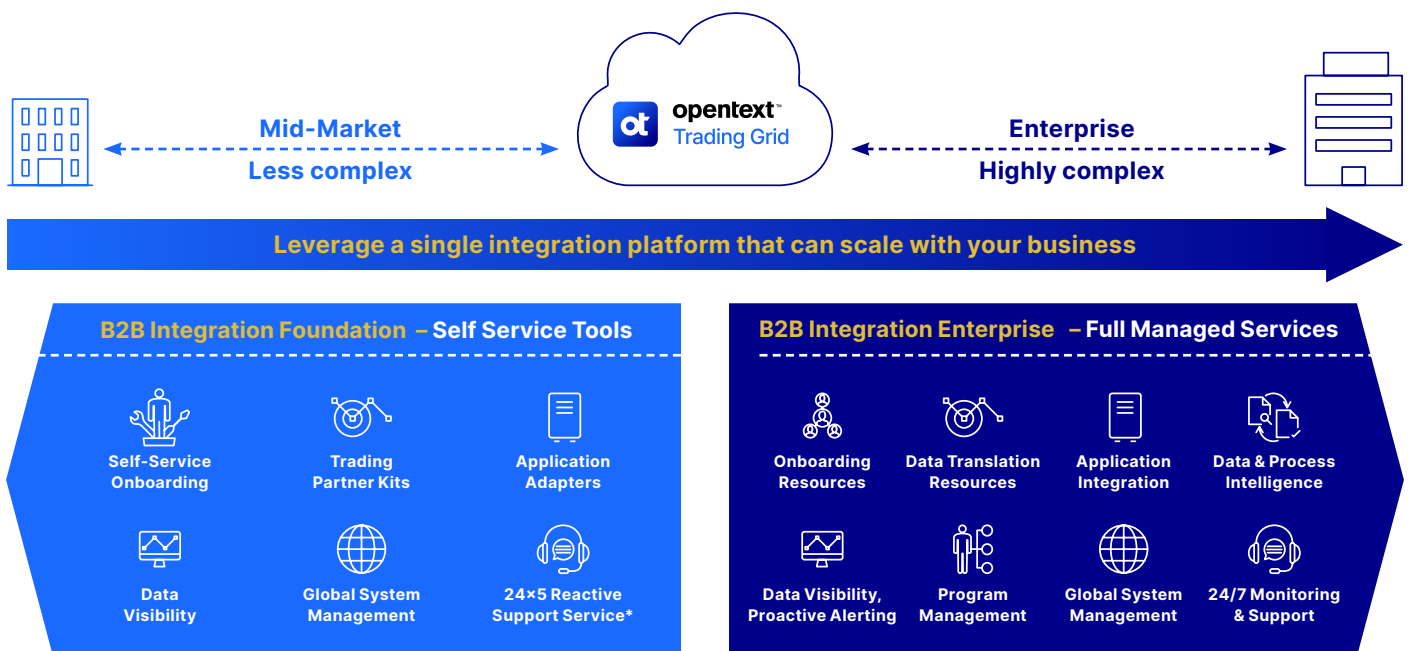 Mid-Market
Less complex
opentext™
Trading Grid
Enterprise
Highly complex
Leverage a single integration platform that can scale with your business
B2B Integration Foundation – Self Service Tools
Self-Service
Onboarding
Trading
Partner Kits
Application
Adapters
Data
Visibility
Global System
Management
24×5 Reactive
Support Service*
B2B Integration Enterprise – Full Managed Services
Onboarding
Resources
Data Translation
Resources
Application
Integration
Data & Process
Intelligence
Data Visibility,
Proactive Alerting
Program
Management
Global System
Management
24/7 Monitoring
& Support